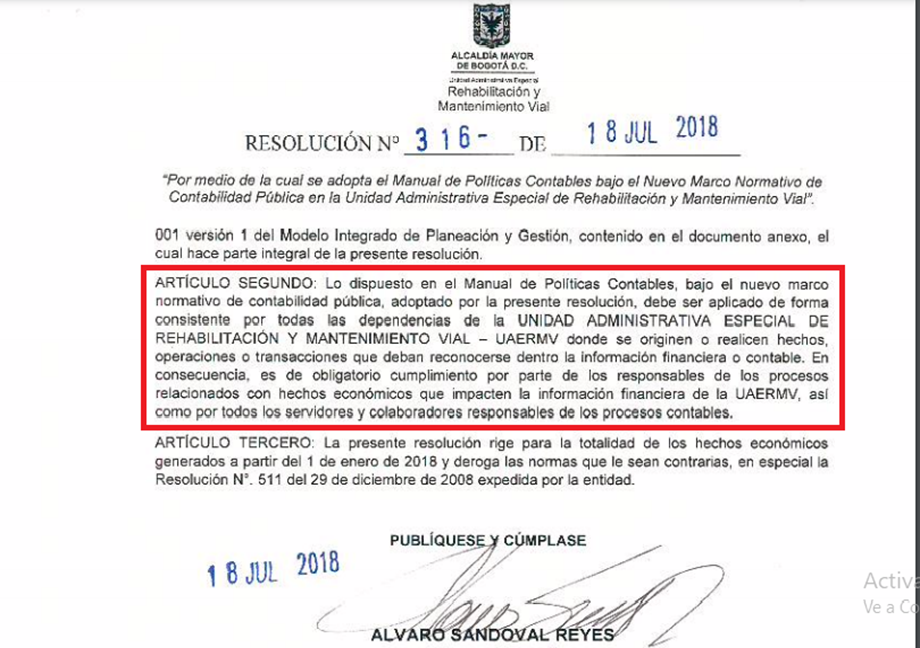 ALCALDÍA MAYOR
DE BOGOTÁ D.C.
Unidad Administrativa Especial
Rehabilitación y
Mantenimiento Vial
RESOLUCIÓN Nº 316- DE 18 JUL 2018
“Por medio de la cual se adopta el Manual de Políticas Contables bajo el Nuevo Marco Normativo de
Contabilidad Pública en la Unidad Administrativa Especial de Rehabilitación y Mantenimiento Vial”.
001 versión 1 del Modelo Integrado de Planeación y Gestión, contenido en el documento anexo, el
cual hace parte integral de la presente resolución.
ARTÍCULO SEGUNDO: Lo dispuesto en el Manual de Políticas Contables, bajo el nuevo marco
normativo de contabilidad pública, adoptado por la presente resolución, debe ser aplicado de forma
consistente por todas las dependencias de la UNIDAD ADMINISTRATIVA ESPECIAL DE
REHABILITACIÓN Y MANTENIMIENTO VIAL – UAERMV donde se originen o realicen hechos,
operaciones o transacciones que deban reconocerse dentro la información financiera o contable. En
consecuencia, es de obligatorio cumplimiento por parte de los responsables de los procesos
relacionados con hechos económicos que impacten la información financiera de la UAERMV, así
como por todos los servidores y colaboradores responsables de los procesos contables.
ARTÍCULO TERCERO: La presente resolución rige para la totalidad de los hechos económicos
generados a partir del 1 de enero de 2018 y deroga las normas que le sean contrarias, en especial la
Resolución N°. 511 del 29 de diciembre de 2008 expedida por la entidad.
PUBLÍQUESE Y CÚMPLASE
18 JUL 2018
ALVARO SANDOVAL REYES
Activa
Ve a Co